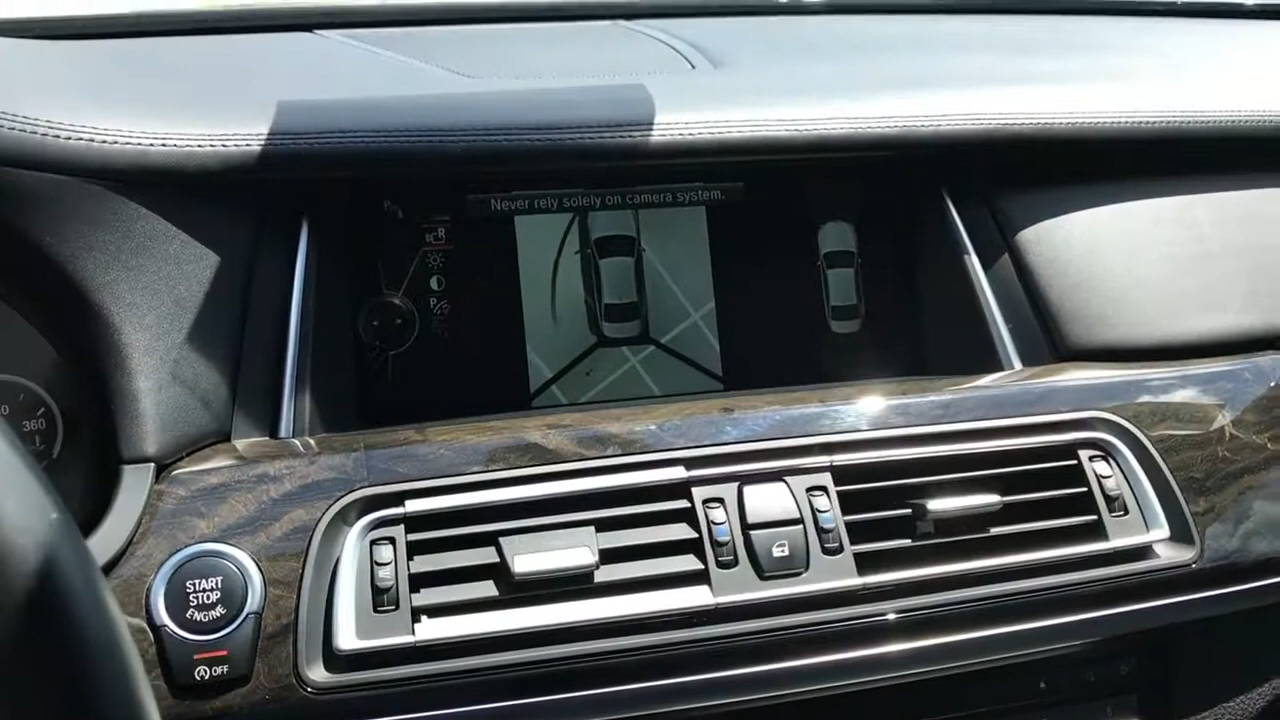 Never rely solely on camera system.
R
P
360
START
STOP
ENGINE
OFF